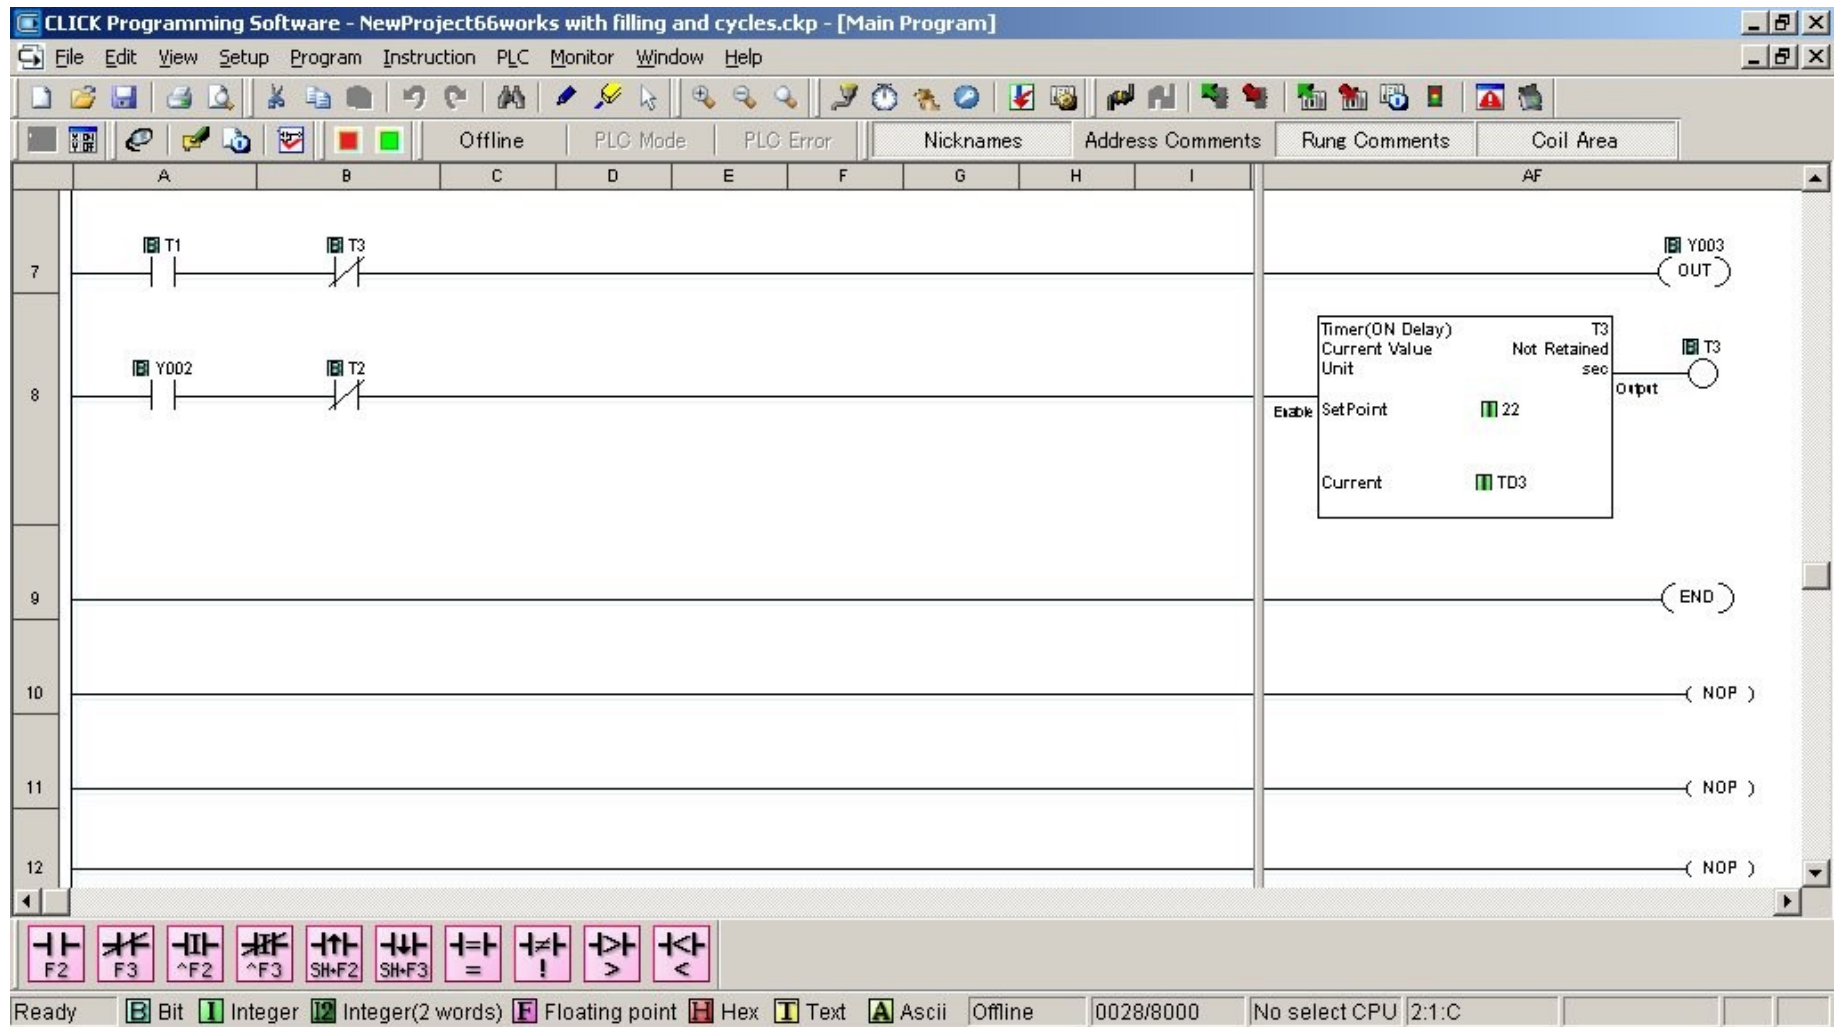 CLICK Programming Software - NewProject66works with filling and cycles.ckp - [Main Program]
File Edit View Setup Program Instruction PLC Monitor Window Help
Offline PLC Mode PLC Error Nicknames Address Comments Rung Comments Coil Area
A B C D E F G H I AF
B T1 B T3 B Y003
7 OUT
Timer(ON Delay) T3
Current Value Not Retained B T3
Unit sec
B Y002 B T2
8 Output
Enable SetPoint 22
Current TD3
9 END
10 NOP
11 NOP
12 NOP
F2 F3 ^F2 ^F3 SH+F2 SH+F3 = ! > <
Ready B Bit I Integer I2 Integer(2 words) F Floating point H Hex T Text A Ascii Offline 0028/8000 No select CPU 2:1:C